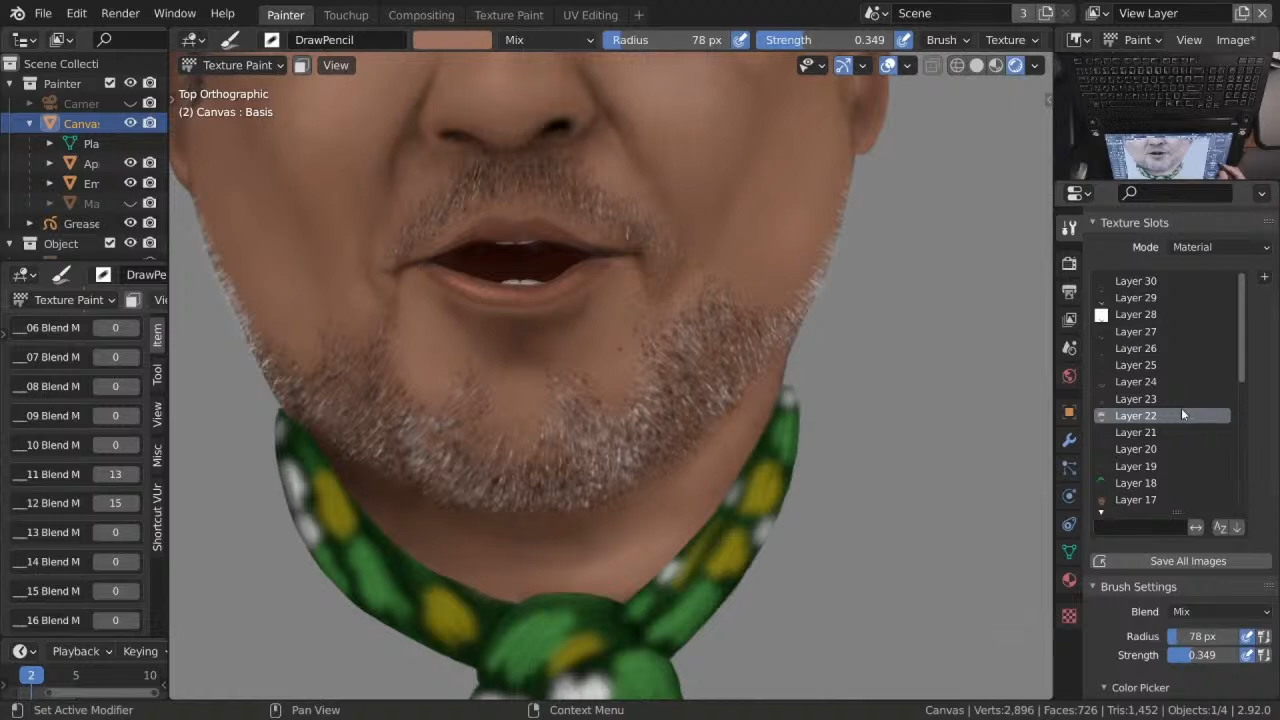 File Edit Render Window Help Painter Touchup Compositing Texture Paint UV Editing + Scene 3 View Layer
DrawPencil Mix Radius 78 px Strength 0.349 Brush Texture Paint View Image*
Scene Collecti
Texture Paint View
Painter
Top Orthographic
Camer
(2) Canvas : Basis
Canvas
Pla
Ap
Em
Ma
Grease
Object
Texture Slots
Mode Material
DrawPe
Texture Paint Vi
Layer 30
Layer 29
Layer 28
Layer 27
Layer 26
Layer 25
Layer 24
Layer 23
Layer 22
Layer 21
Layer 20
Layer 19
Layer 18
Layer 17
__06 Blend M 0
__07 Blend M 0
__08 Blend M 0
__09 Blend M 0
__10 Blend M 0
__11 Blend M 13
__12 Blend M 15
__13 Blend M 0
__14 Blend M 0
__15 Blend M 0
__16 Blend M 0
Item
Tool
View
Misc
Shortcut VUr
Save All Images
Brush Settings
Blend Mix
Radius 78 px
Strength 0.349
Color Picker
Playback Keying
2 5 10
Set Active Modifier Pan View Context Menu Canvas | Verts:2,896 | Faces:726 | Tris:1,452 | Objects:1/4 | 2.92.0